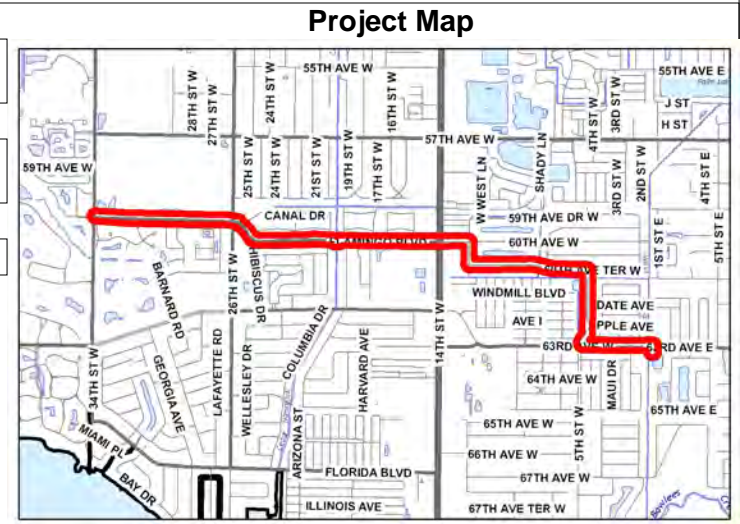 Project Map
55TH AVE W
55TH AVE E
28TH ST W
27TH ST W
24TH ST W
16TH ST W
4TH ST W
3RD ST W
J ST
H ST
57TH AVE W
59TH AVE W
25TH ST W
24TH ST W
21ST ST W
19TH ST W
17TH ST W
W WEST LN
SHADY LN
3RD ST W
2ND ST W
1ST ST E
4TH ST E
5TH ST E
CANAL DR
59TH AVE DR W
60TH AVE W
26TH ST W
HIBISCUS DR
BARNARD RD
WINDMILL BLVD
DATE AVE
AVE I
PPLE AVE
COLUMBIA DR
14TH ST W
63RD AVE W
63RD AVE E
34TH ST W
GEORGIA AVE
LAFAYETTE RD
WELLESLEY DR
HARVARD AVE
64TH AVE W
MAUI DR
5TH ST W
65TH AVE E
65TH AVE W
MIAMI PL
BAY DR
ARIZONA ST
66TH AVE W
FLORIDA BLVD
67TH AVE W
ILLINOIS AVE
67TH AVE TER W
Bowlees